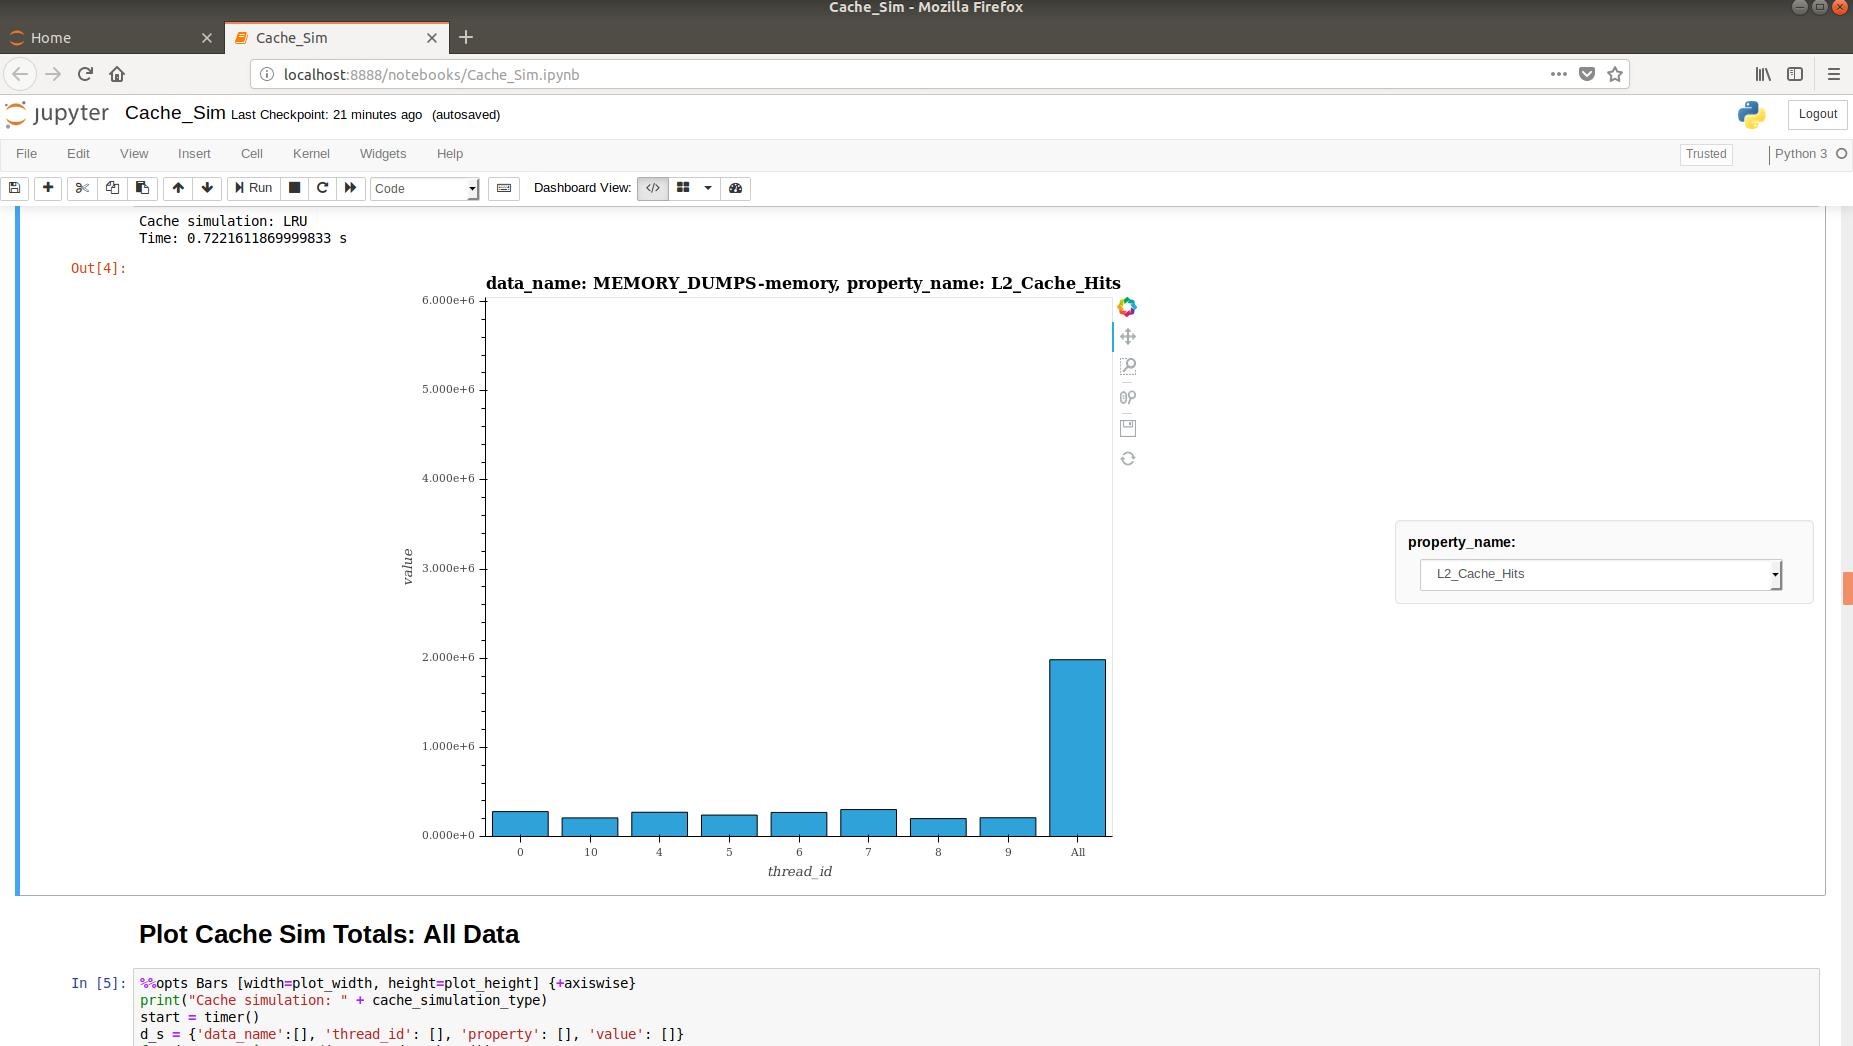 Cache_Sim - Mozilla Firefox
Home
Cache_Sim
localhost:8888/notebooks/Cache_Sim.ipynb
jupyter Cache_Sim Last Checkpoint: 21 minutes ago (autosaved)
Logout
File Edit View Insert Cell Kernel Widgets Help
Trusted
Python 3
Run
Code
Dashboard View:
Cache simulation: LRU
Time: 0.7221611869999833 s
Out[4]:
data_name: MEMORY_DUMPS-memory, property_name: L2_Cache_Hits
6.000e+6
5.000e+6
4.000e+6
3.000e+6
2.000e+6
1.000e+6
0.000e+0
value
0 10 4 5 6 7 8 9 All
thread_id
property_name:
L2_Cache_Hits
Plot Cache Sim Totals: All Data
In [5]:
%%opts Bars [width=plot_width, height=plot_height] {+axiswise}
print("Cache simulation: " + cache_simulation_type)
start = timer()
d_s = {'data_name':[], 'thread_id': [], 'property': [], 'value': []}